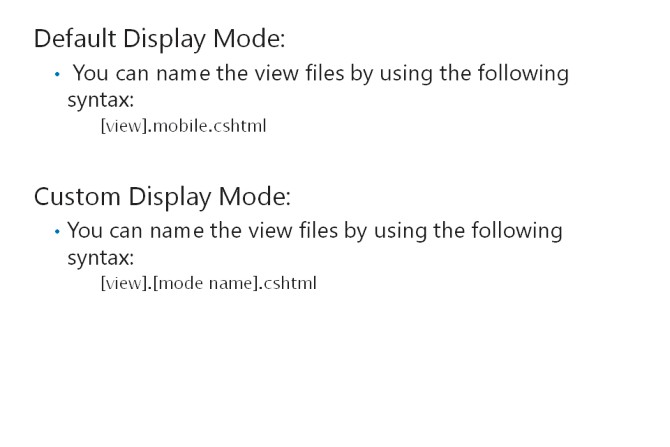 Default Display Mode:
• You can name the view files by using the following
syntax:
[view].mobile.cshtml
Custom Display Mode:
• You can name the view files by using the following
syntax:
[view].[mode name].cshtml